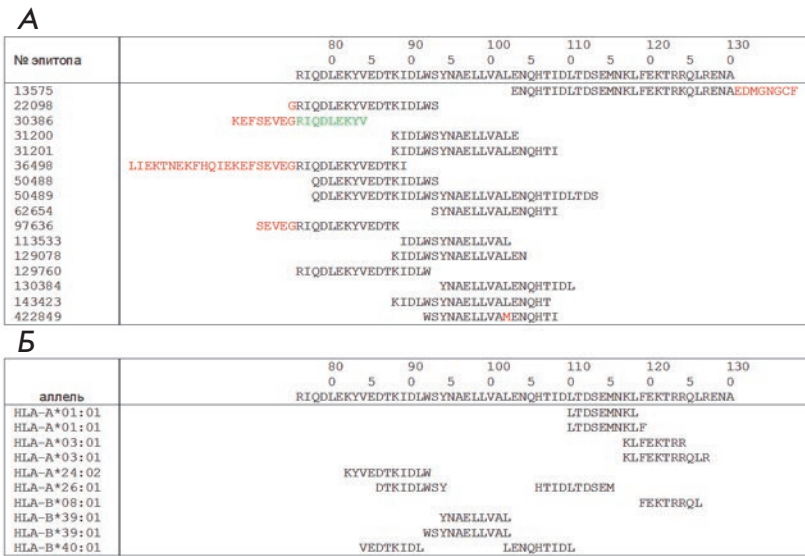 А
80 90 100 110 120 130
№ эпитопа
0 5 0 5 0 5 0 5 0 5 0
RIQDLEKYVEDTKIDLWSYNAELLVALENQHTIDLTDSEMNKLFEKTRRQLRENA
13575 ENQHTIDLTDSEMNKLFEKTRKQLRENAEDMGNGCF
22098 GRIQDLEKYVEDTKIDLWS
30386 KEFSEVEGRIQDLEKYV
31200 KIDLWSYNAELLVALE
31201 KIDLWSYNAELLVALENQHTI
36498 LIEKTNEKFHQIEKEFSEVEGRIQDLEKYVEDTKI
50488 QDLEKYVEDTKIDLWS
50489 QDLEKYVEDTKIDLWSYNAELLVALENQHTIDLTDS
62654 SYNAELLVALENQHTI
97636 SEVEGRIQDLEKYVEDTK
113533 IDLWSYNAELLVAL
129078 KIDLWSYNAELLVALEN
129760 RIQDLEKYVEDTKIDLW
130384 YNAELLVALENQHTIDL
143423 KIDLWSYNAELLVALENQHT
422849 WSYNAELLVAMENQHTI
Б
80 90 100 110 120 130
0 5 0 5 0 5 0 5 0 5 0
аллель RIQDLEKYVEDTKIDLWSYNAELLVALENQHTIDLTDSEMNKLFEKTRRQLRENA
HLA-A*01:01 LTDSEMNKL
HLA-A*01:01 LTDSEMNKLF
HLA-A*03:01 KLFEKTRR
HLA-A*03:01 KLFEKTRRQLR
HLA-A*24:02 KYVEDTKIDLW
HLA-A*26:01 DTKIDLWSY HTIDLTDSEM
HLA-B*08:01 FEKTRRQL
HLA-B*39:01 YNAELLVAL
HLA-B*39:01 WSYNAELLVAL
HLA-B*40:01 VEDTKIDL LENQHTIDL